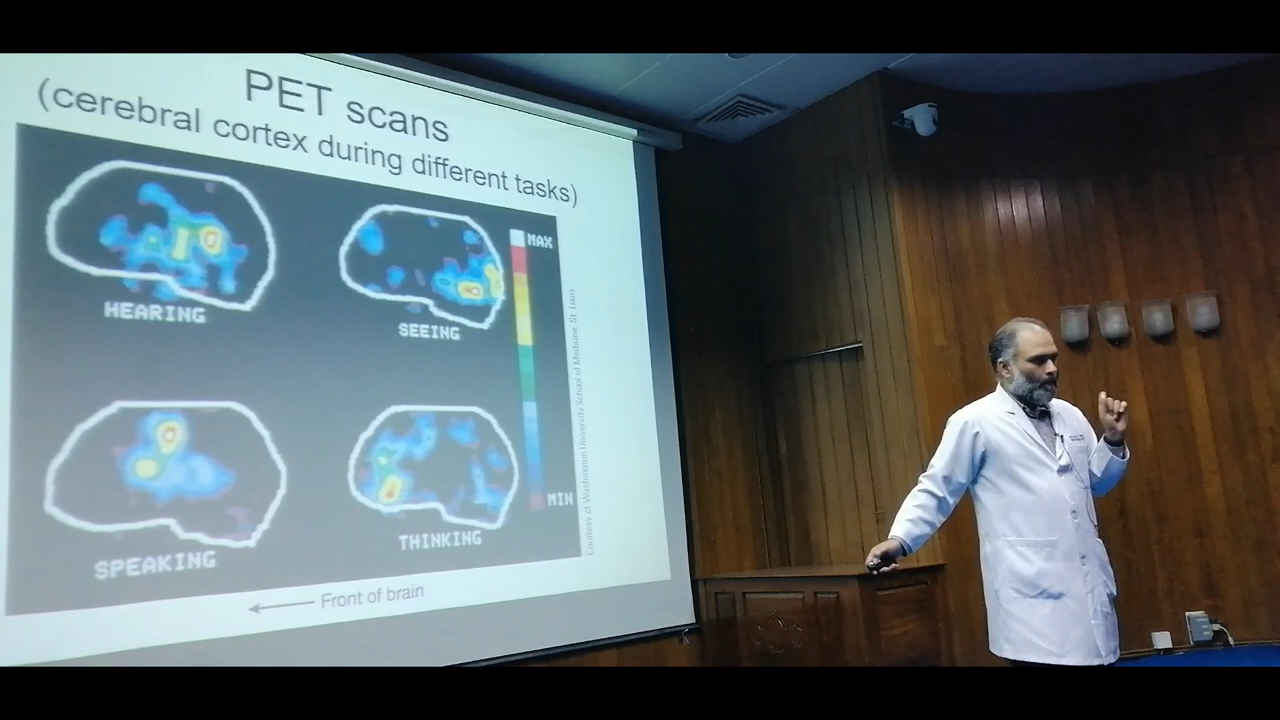 PET scans
(cerebral cortex during different tasks)
HEARING
SEEING
MAX
SPEAKING
THINKING
MIN
Courtesy of Washington University School of Medicine, St. Louis
Front of brain